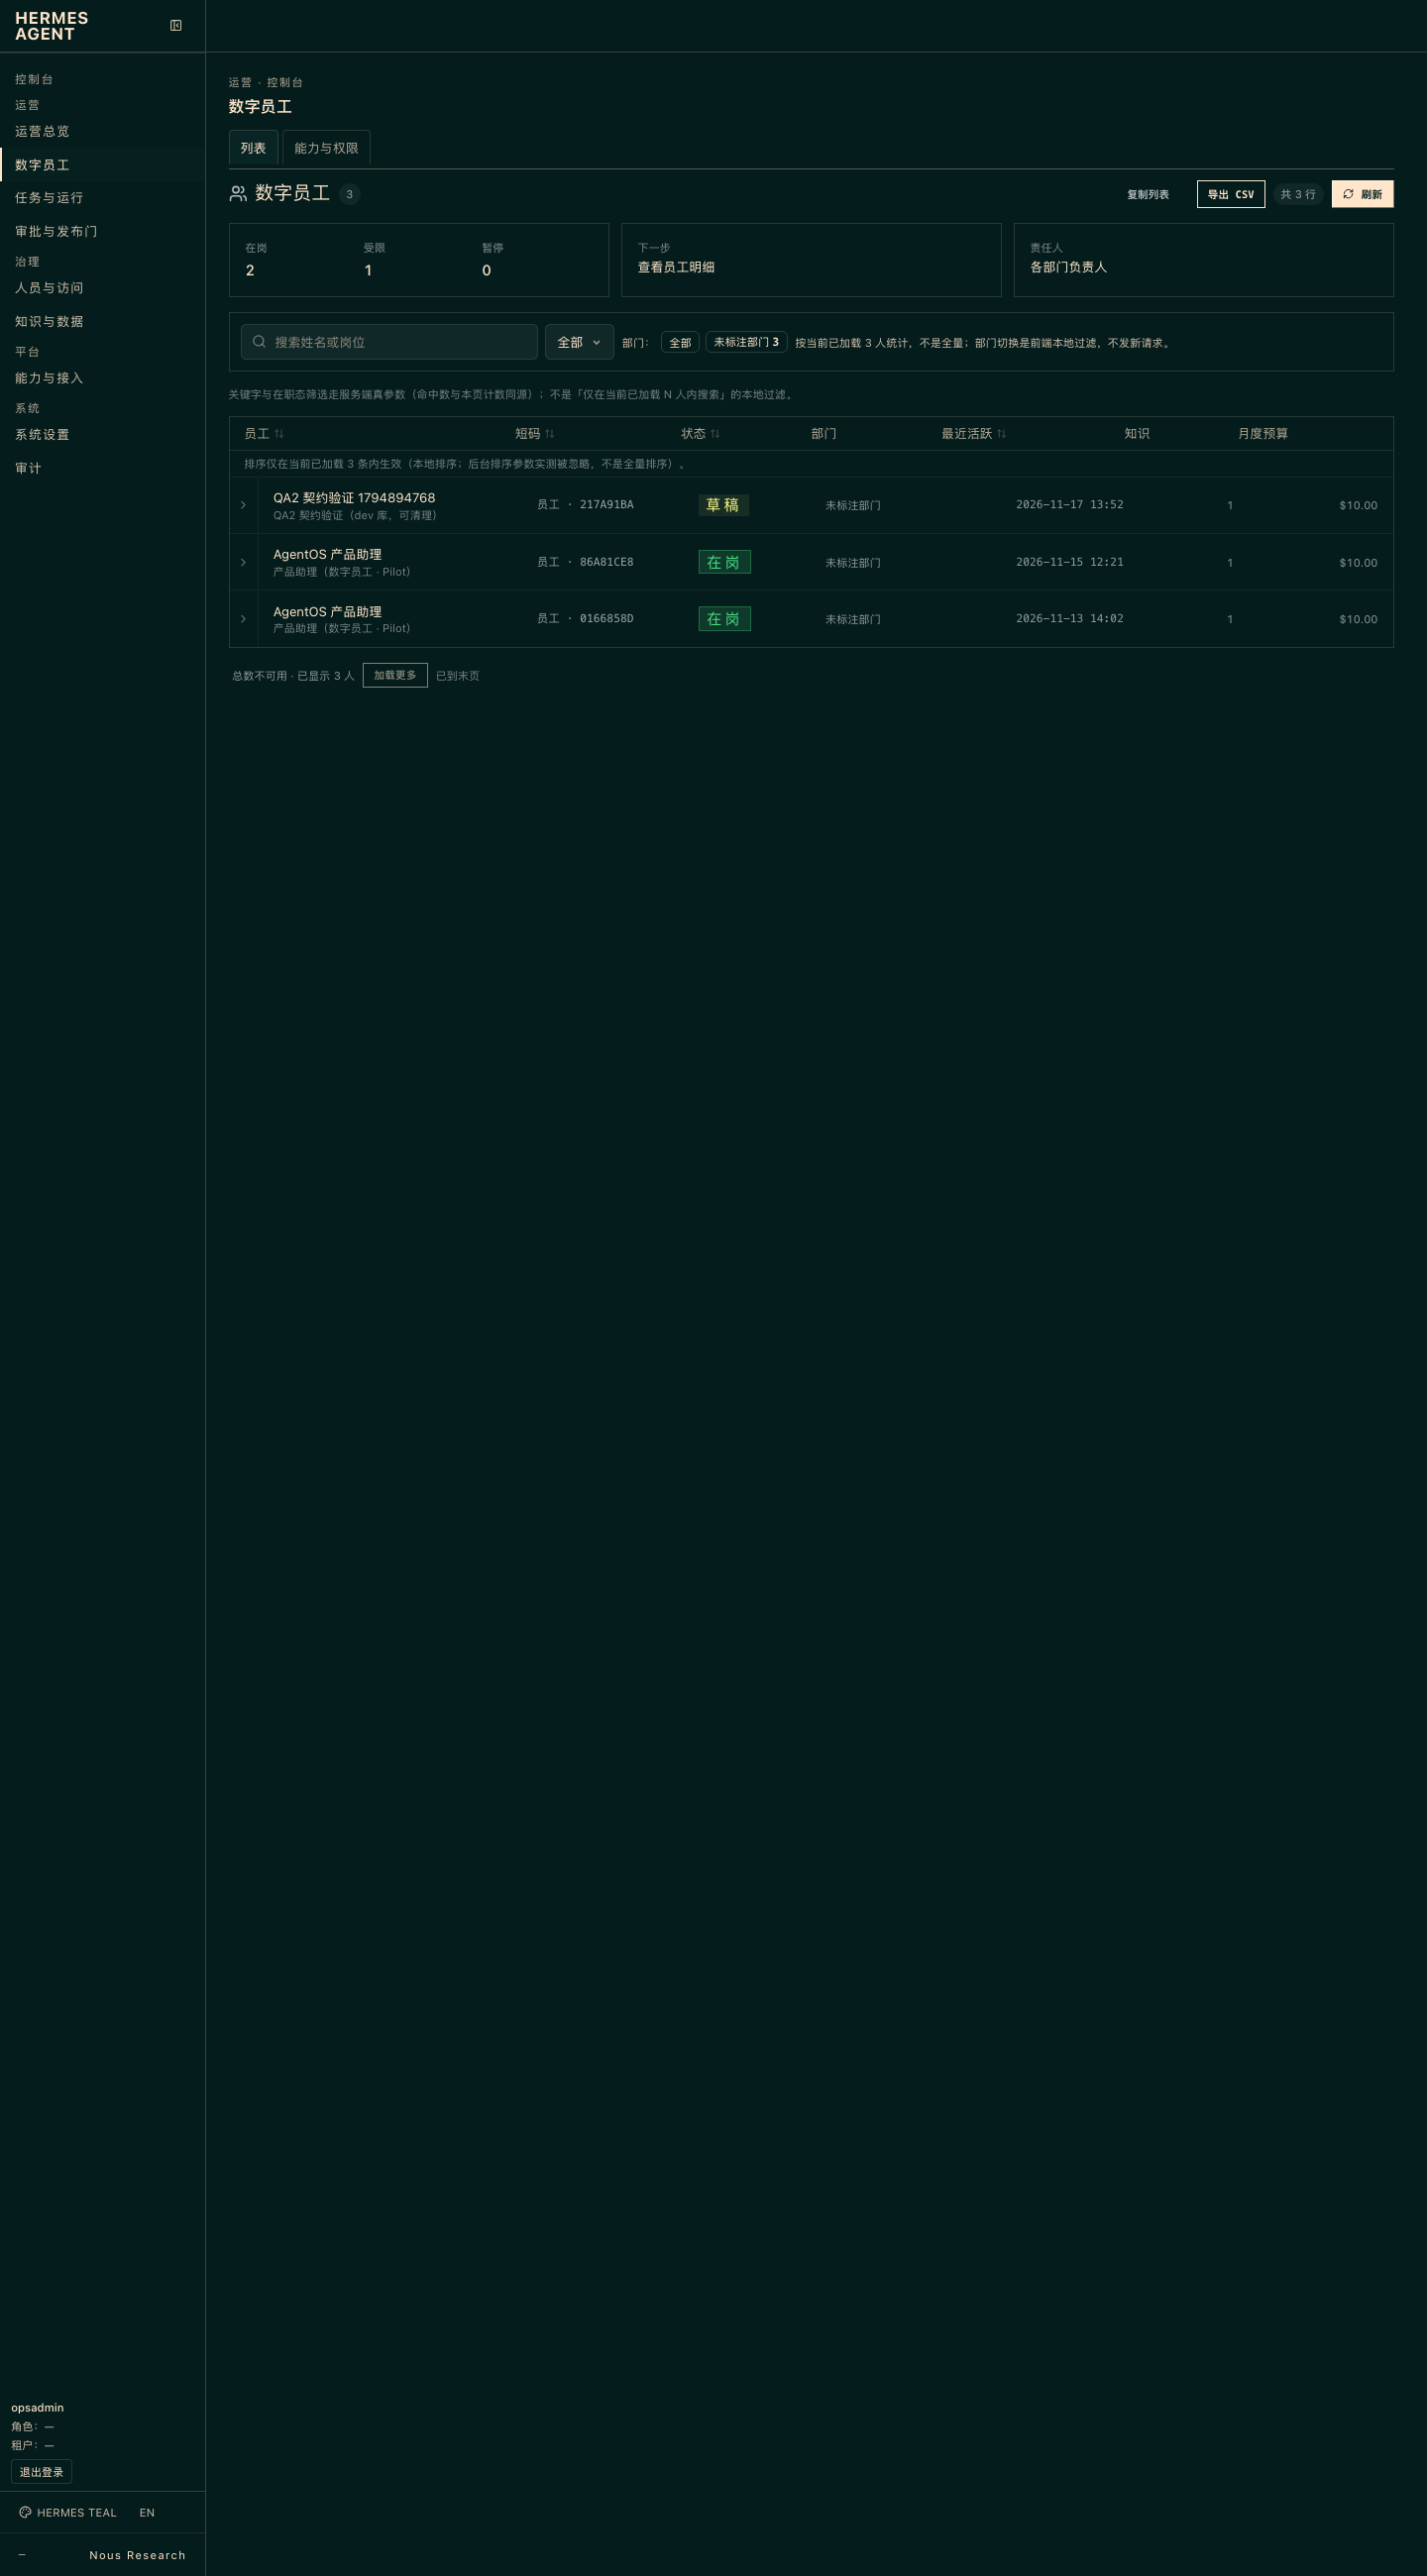 HERMES
AGENT
控制台
运营
运营总览
数字员工
任务与运行
审批与发布门
治理
人员与访问
知识与数据
平台
能力与接入
系统
系统设置
审计
opsadmin
角色：—
租户：—
退出登录
HERMES TEAL EN
— Nous Research
运营 · 控制台
数字员工
列表 能力与权限
数字员工 3 复制列表 导出 CSV 共 3 行 刷新
在岗 受限 暂停
2 1 0
下一步
查看员工明细
责任人
各部门负责人
搜索姓名或岗位 全部 部门： 全部 未标注部门 3 按当前已加载 3 人统计，不是全量；部门切换是前端本地过滤，不发新请求。
关键字与在职态筛选走服务端真参数（命中数与本页计数同源）；不是「仅在当前已加载 N 人内搜索」的本地过滤。
员工 短码 状态 部门 最近活跃 知识 月度预算
排序仅在当前已加载 3 条内生效（本地排序；后台排序参数实测被忽略，不是全量排序）。
QA2 契约验证 1794894768 员工 · 217A91BA 草稿 未标注部门 2026-11-17 13:52 1 $10.00
QA2 契约验证（dev 库，可清理）
AgentOS 产品助理 员工 · 86A81CE8 在岗 未标注部门 2026-11-15 12:21 1 $10.00
产品助理（数字员工 · Pilot）
AgentOS 产品助理 员工 · 0166858D 在岗 未标注部门 2026-11-13 14:02 1 $10.00
产品助理（数字员工 · Pilot）
总数不可用 · 已显示 3 人 加载更多 已到末页